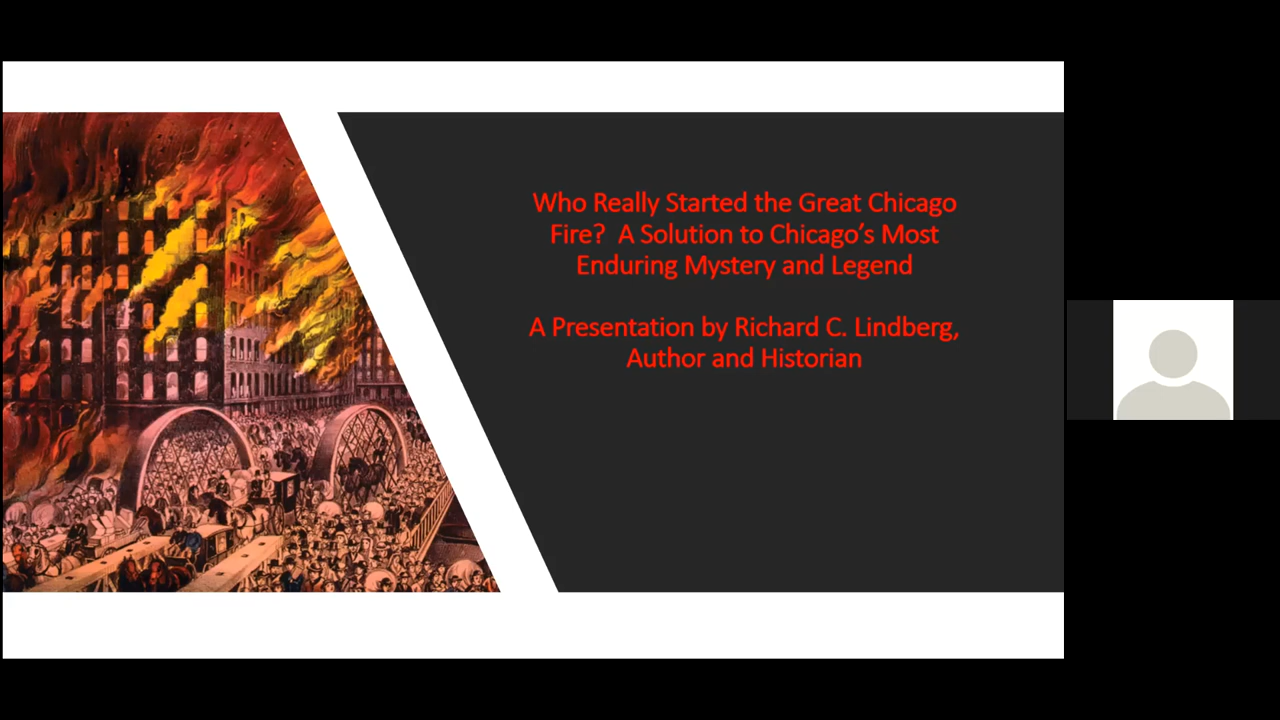 Who Really Started the Great Chicago
Fire?  A Solution to Chicago’s Most
Enduring Mystery and Legend
A Presentation by Richard C. Lindberg,
Author and Historian